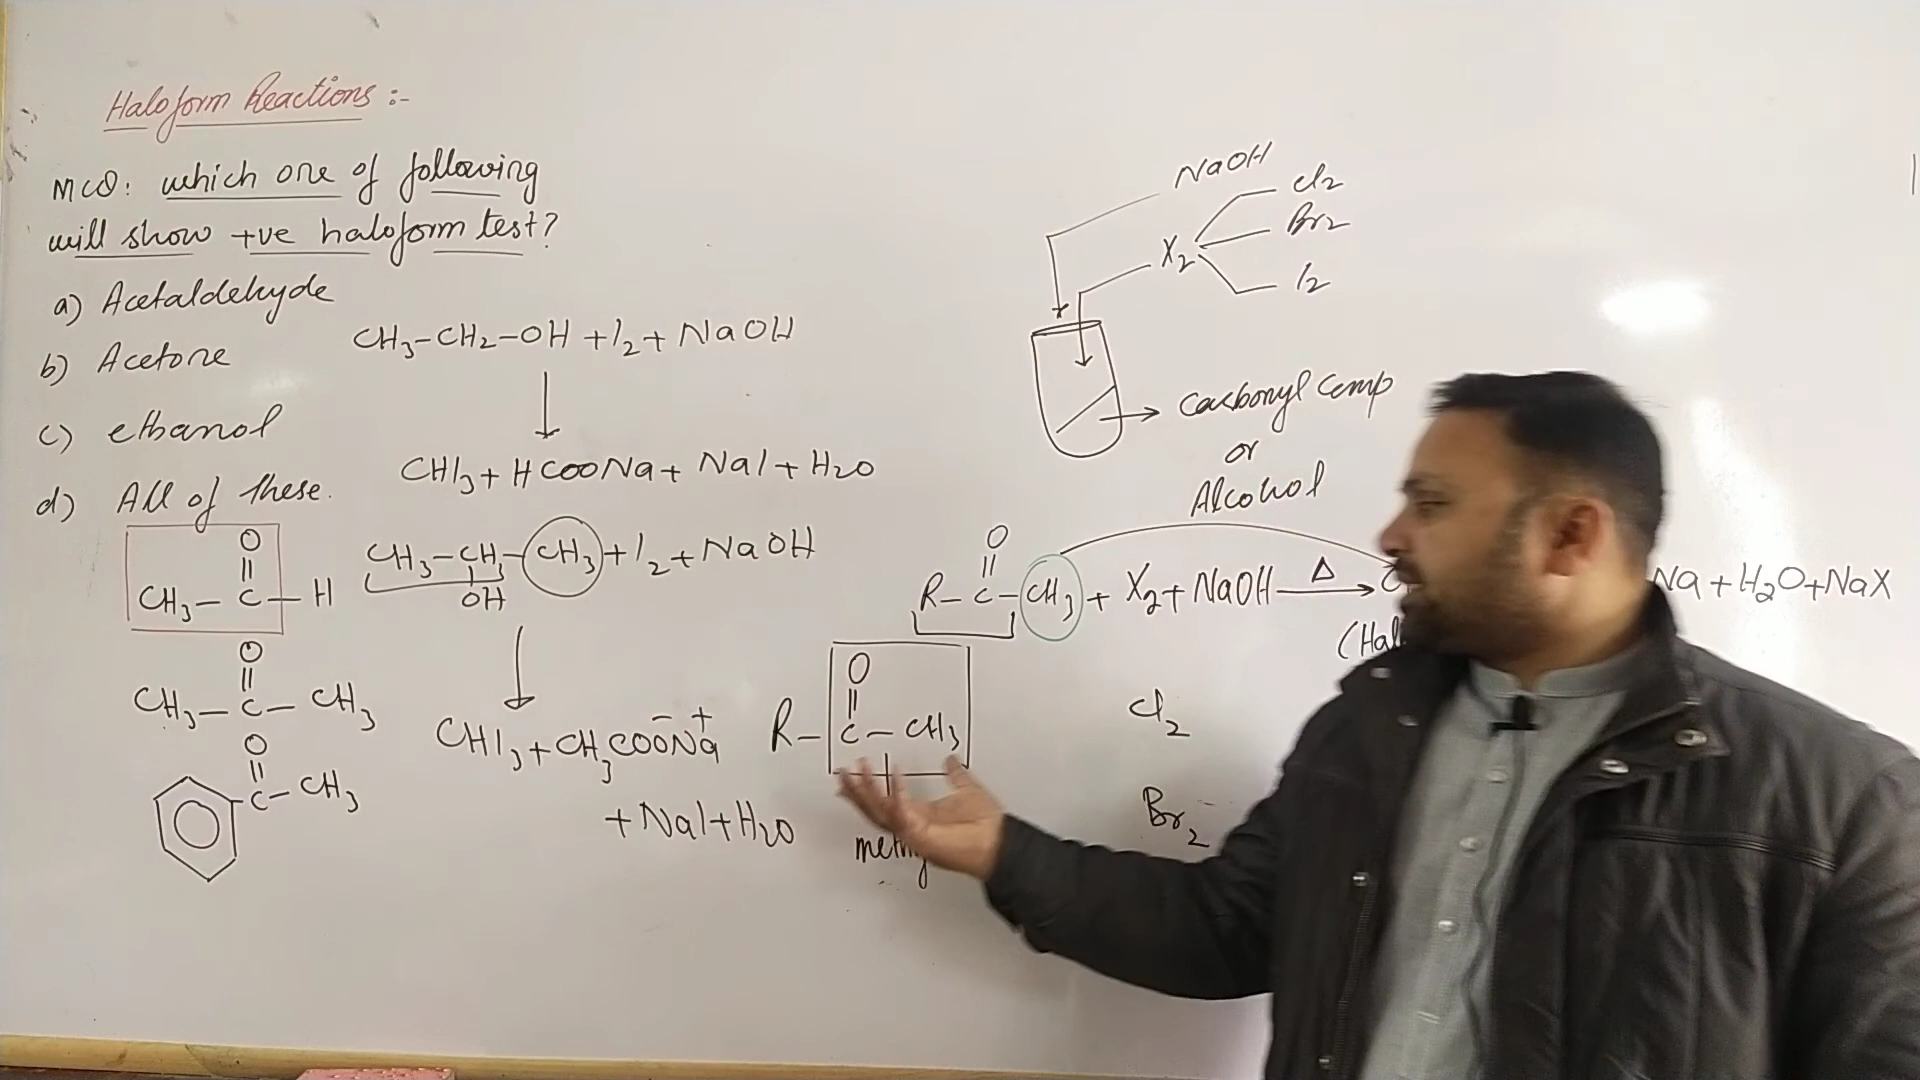 Haloform Reactions :-
MCQ: which one of following
will show +ve haloform test?
a) Acetaldehyde
b) Acetone
c) ethanol
d) All of these.
O
||
CH3-C-H
O
||
CH3-C-CH3
O
||
C-CH3
CH3-CH2-OH + I2 + NaOH
↓
CHI3 + HCOONa + NaI + H2O
CH3-CH-CH3 + I2 + NaOH
OH
↓
CHI3 + CH3COO⁻Na⁺
+ NaI + H2O
NaOH
X2
Cl2
Br2
I2
→ Carbonyl Comp
or
Alcohol
O
||
R-C-CH3 + X2 + NaOH Δ→
Na + H2O + NaX
O
||
R-C-CH3
Cl2
Br2